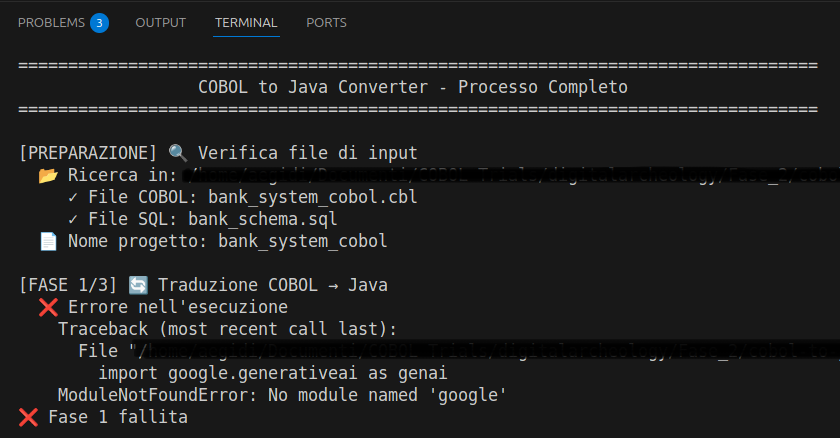 PROBLEMS 3 OUTPUT TERMINAL PORTS
================================================================================
COBOL to Java Converter - Processo Completo
================================================================================
[PREPARAZIONE] 🔍 Verifica file di input
📂 Ricerca in:
✓ File COBOL: bank_system_cobol.cbl
✓ File SQL: bank_schema.sql
📄 Nome progetto: bank_system_cobol
[FASE 1/3] 🔄 Traduzione COBOL → Java
❌ Errore nell'esecuzione
Traceback (most recent call last):
File "/
import google.generativeai as genai
ModuleNotFoundError: No module named 'google'
❌ Fase 1 fallita